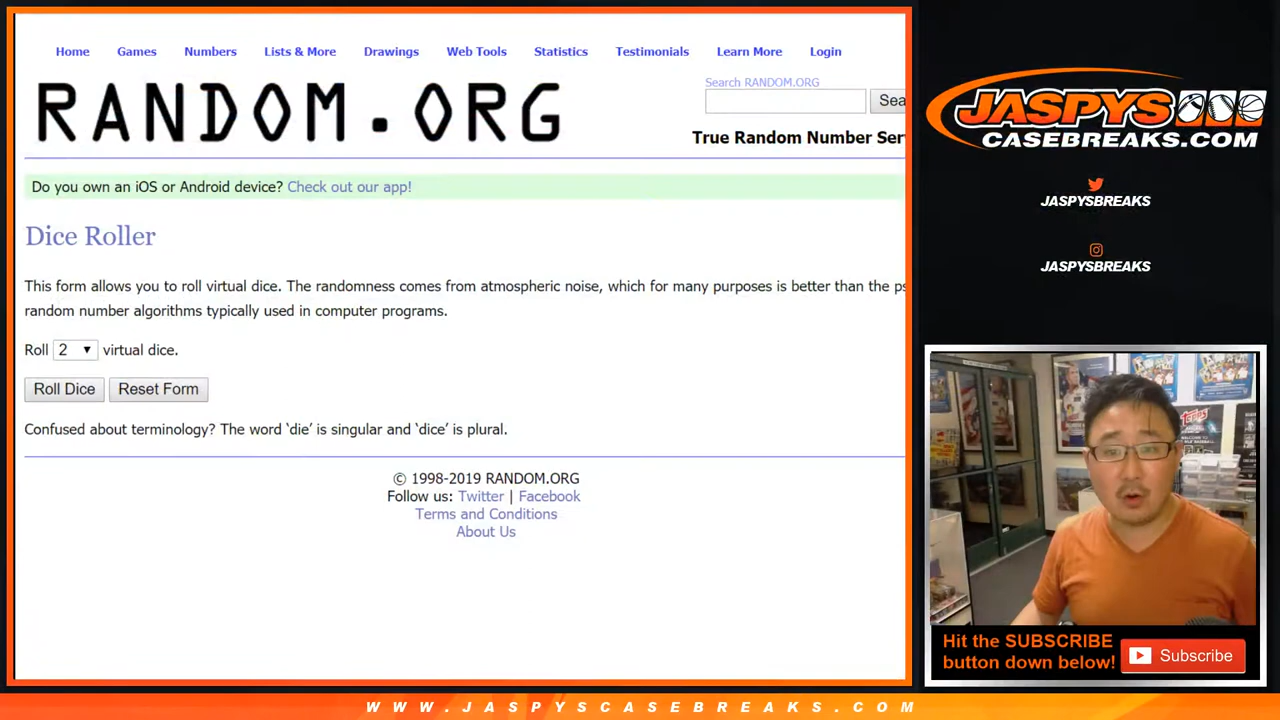 Home Games Numbers Lists & More Drawings Web Tools Statistics Testimonials Learn More Login
RANDOM.ORG
Search RANDOM.ORG
Sea
True Random Number Ser
Do you own an iOS or Android device? Check out our app!
Dice Roller
This form allows you to roll virtual dice. The randomness comes from atmospheric noise, which for many purposes is better than the ps
random number algorithms typically used in computer programs.
Roll 2 virtual dice.
Roll Dice Reset Form
Confused about terminology? The word ‘die’ is singular and ‘dice’ is plural.
© 1998-2019 RANDOM.ORG
Follow us: Twitter | Facebook
Terms and Conditions
About Us
JASPYS
CASEBREAKS.COM
JASPYSBREAKS
JASPYSBREAKS
Topps
Hit the SUBSCRIBE
button down below!
Subscribe
WWW.JASPYSCASEBREAKS.COM